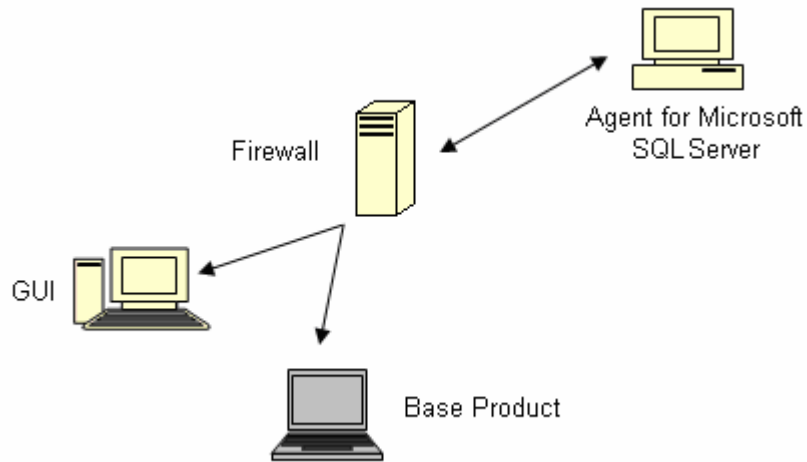 Agent for Microsoft
SQL Server
Firewall
GUI
Base Product